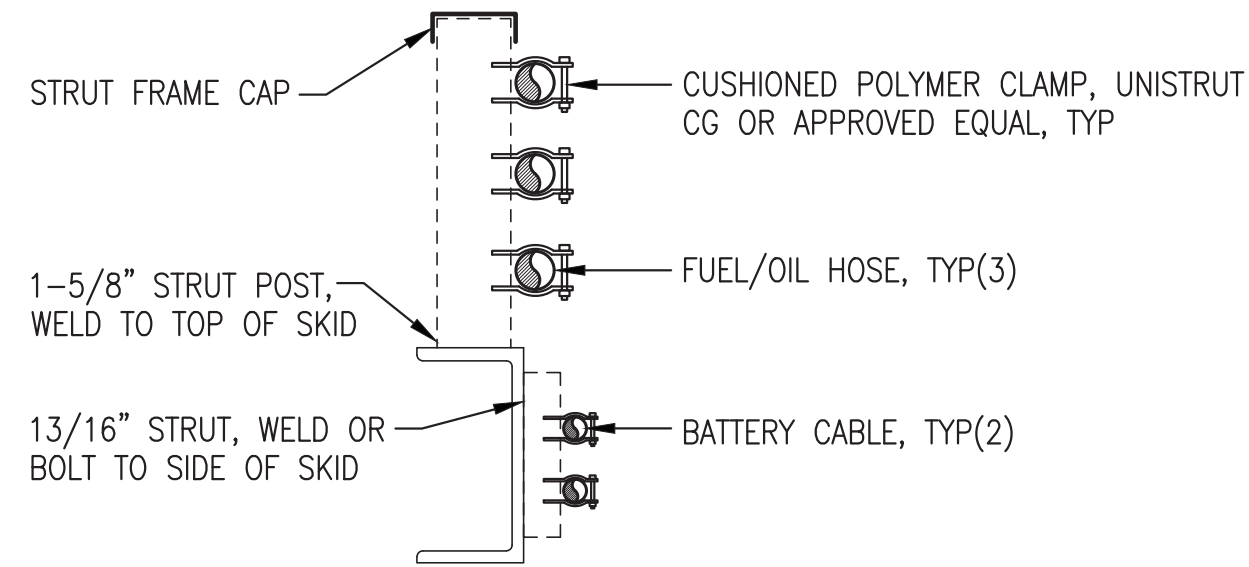 STRUT FRAME CAP
CUSHIONED POLYMER CLAMP, UNISTRUT
CG OR APPROVED EQUAL, TYP
1-5/8" STRUT POST,
WELD TO TOP OF SKID
FUEL/OIL HOSE, TYP(3)
13/16" STRUT, WELD OR
BOLT TO SIDE OF SKID
BATTERY CABLE, TYP(2)